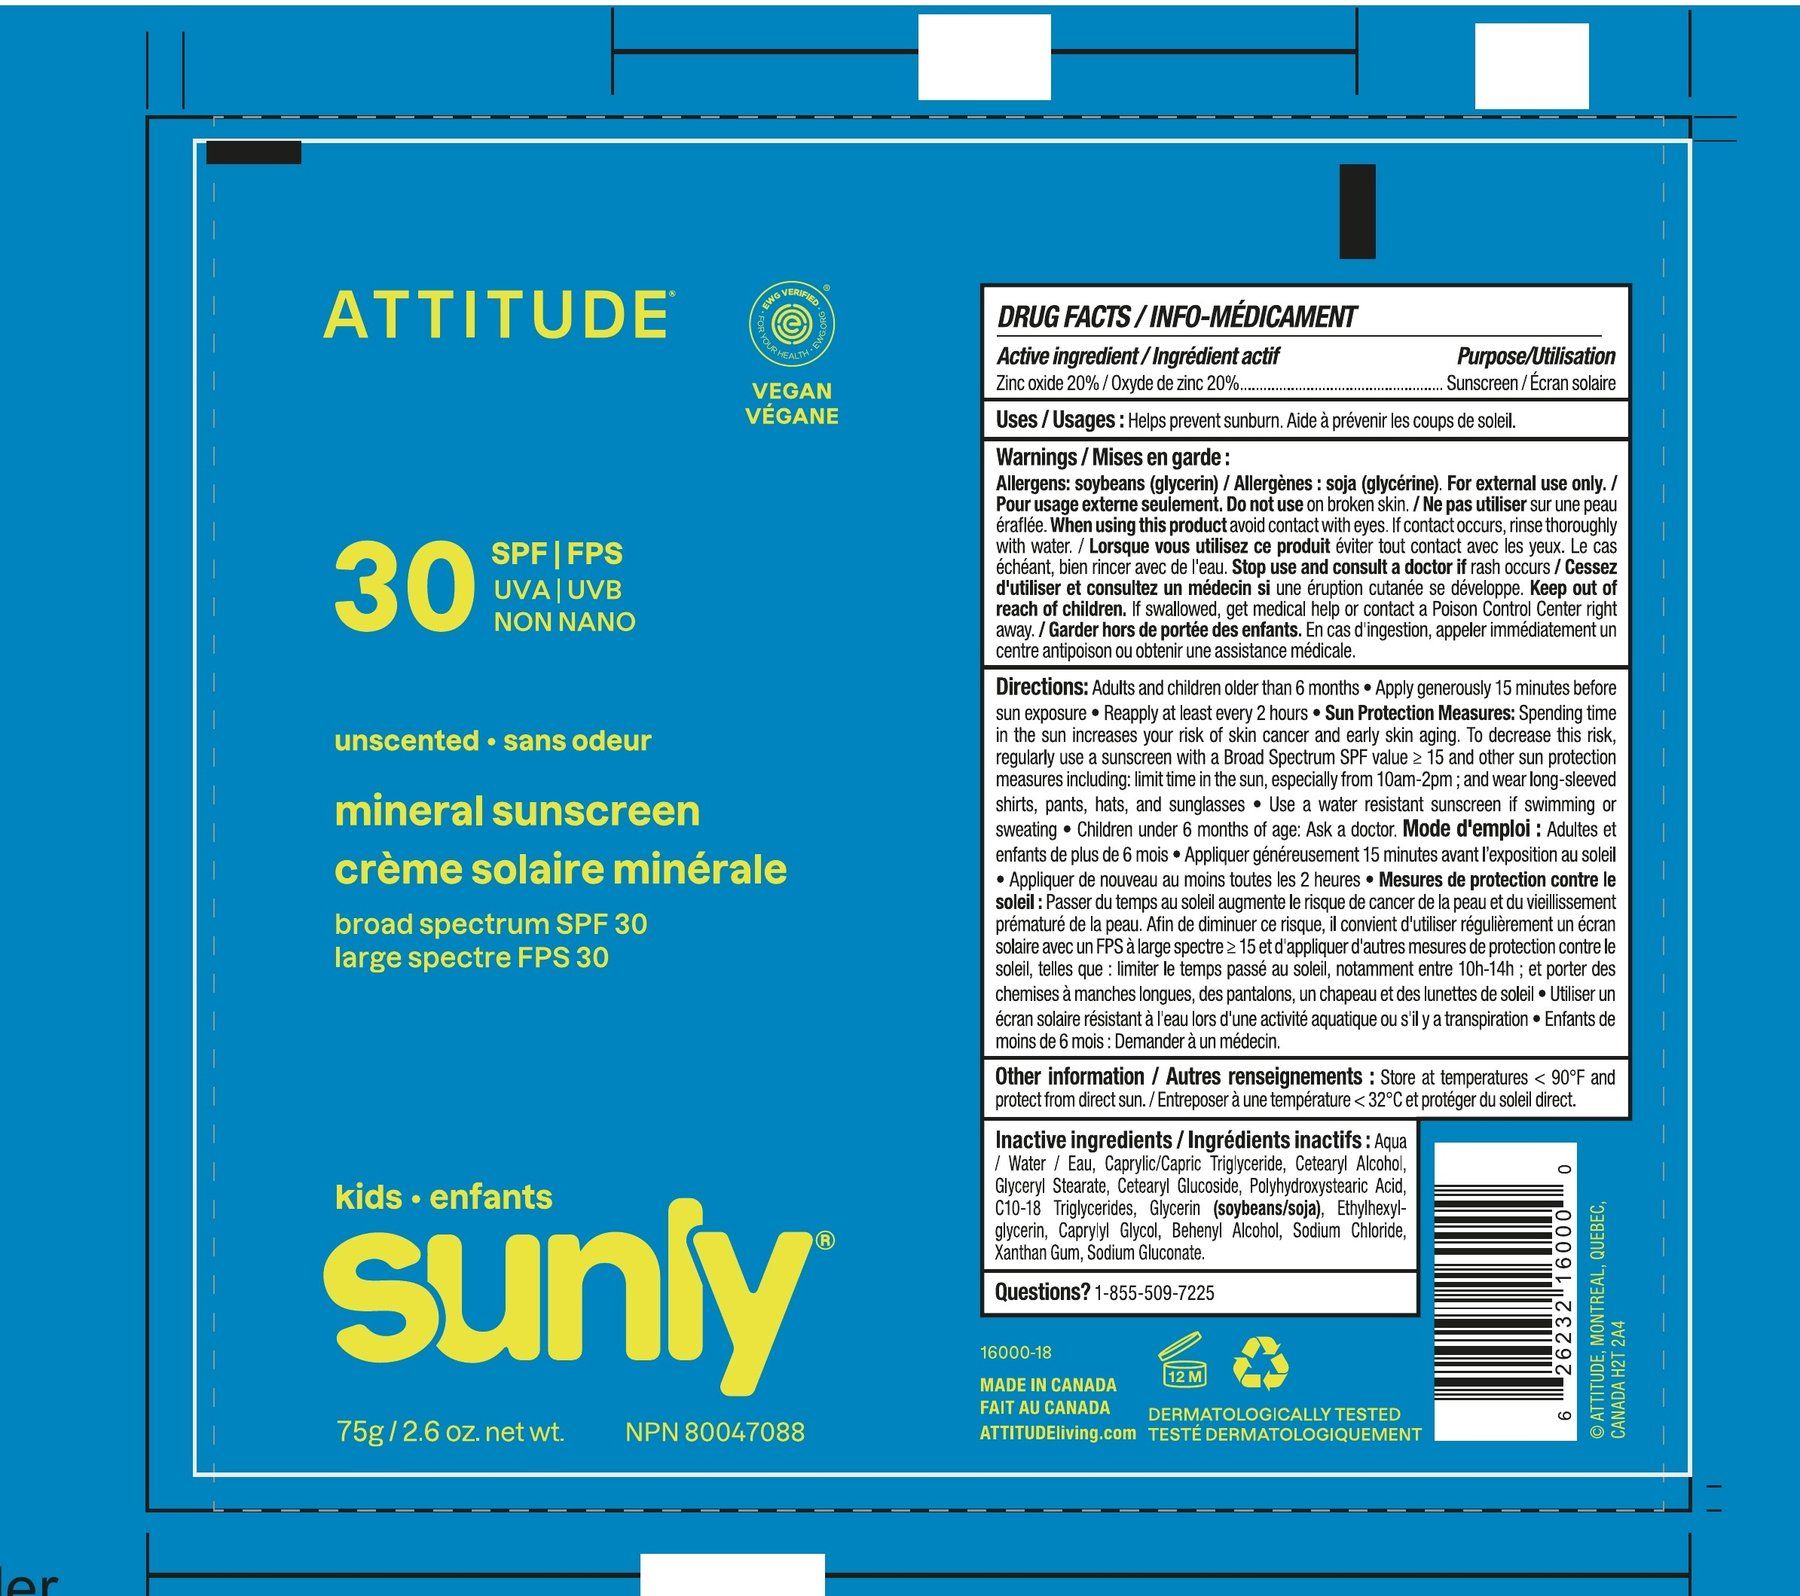 ATTITUDE®
EWG VERIFIED ®
FOR YOUR HEALTH • EWG.ORG
VEGAN
VÉGANE
30
SPF | FPS
UVA | UVB
NON NANO
unscented • sans odeur
mineral sunscreen
crème solaire minérale
broad spectrum SPF 30
large spectre FPS 30
kids • enfants
sunly®
75g / 2.6 oz. net wt. NPN 80047088
DRUG FACTS / INFO-MÉDICAMENT
Active ingredient / Ingrédient actif Purpose/Utilisation
Zinc oxide 20% / Oxyde de zinc 20%.................................................... Sunscreen / Écran solaire
Uses / Usages : Helps prevent sunburn. Aide à prévenir les coups de soleil.
Warnings / Mises en garde :
Allergens: soybeans (glycerin) / Allergènes : soja (glycérine). For external use only. /
Pour usage externe seulement. Do not use on broken skin. / Ne pas utiliser sur une peau
éraflée. When using this product avoid contact with eyes. If contact occurs, rinse thoroughly
with water. / Lorsque vous utilisez ce produit éviter tout contact avec les yeux. Le cas
échéant, bien rincer avec de l'eau. Stop use and consult a doctor if rash occurs / Cessez
d'utiliser et consultez un médecin si une éruption cutanée se développe. Keep out of
reach of children. If swallowed, get medical help or contact a Poison Control Center right
away. / Garder hors de portée des enfants. En cas d'ingestion, appeler immédiatement un
centre antipoison ou obtenir une assistance médicale.
Directions: Adults and children older than 6 months • Apply generously 15 minutes before
sun exposure • Reapply at least every 2 hours • Sun Protection Measures: Spending time
in the sun increases your risk of skin cancer and early skin aging. To decrease this risk,
regularly use a sunscreen with a Broad Spectrum SPF value ≥ 15 and other sun protection
measures including: limit time in the sun, especially from 10am-2pm ; and wear long-sleeved
shirts, pants, hats, and sunglasses • Use a water resistant sunscreen if swimming or
sweating • Children under 6 months of age: Ask a doctor. Mode d'emploi : Adultes et
enfants de plus de 6 mois • Appliquer généreusement 15 minutes avant l'exposition au soleil
• Appliquer de nouveau au moins toutes les 2 heures • Mesures de protection contre le
soleil : Passer du temps au soleil augmente le risque de cancer de la peau et du vieillissement
prématuré de la peau. Afin de diminuer ce risque, il convient d'utiliser régulièrement un écran
solaire avec un FPS à large spectre ≥ 15 et d'appliquer d'autres mesures de protection contre le
soleil, telles que : limiter le temps passé au soleil, notamment entre 10h-14h ; et porter des
chemises à manches longues, des pantalons, un chapeau et des lunettes de soleil • Utiliser un
écran solaire résistant à l'eau lors d'une activité aquatique ou s'il y a transpiration • Enfants de
moins de 6 mois : Demander à un médecin.
Other information / Autres renseignements : Store at temperatures < 90°F and
protect from direct sun. / Entreposer à une température < 32°C et protéger du soleil direct.
Inactive ingredients / Ingrédients inactifs : Aqua
/ Water / Eau, Caprylic/Capric Triglyceride, Cetearyl Alcohol,
Glyceryl Stearate, Cetearyl Glucoside, Polyhydroxystearic Acid,
C10-18 Triglycerides, Glycerin (soybeans/soja), Ethylhexyl-
glycerin, Caprylyl Glycol, Behenyl Alcohol, Sodium Chloride,
Xanthan Gum, Sodium Gluconate.
Questions? 1-855-509-7225
16000-18
MADE IN CANADA
FAIT AU CANADA
ATTITUDEliving.com
12 M
DERMATOLOGICALLY TESTED
TESTÉ DERMATOLOGIQUEMENT
6 26232 16000 0
© ATTITUDE, MONTREAL, QUEBEC,
CANADA H2T 2A4